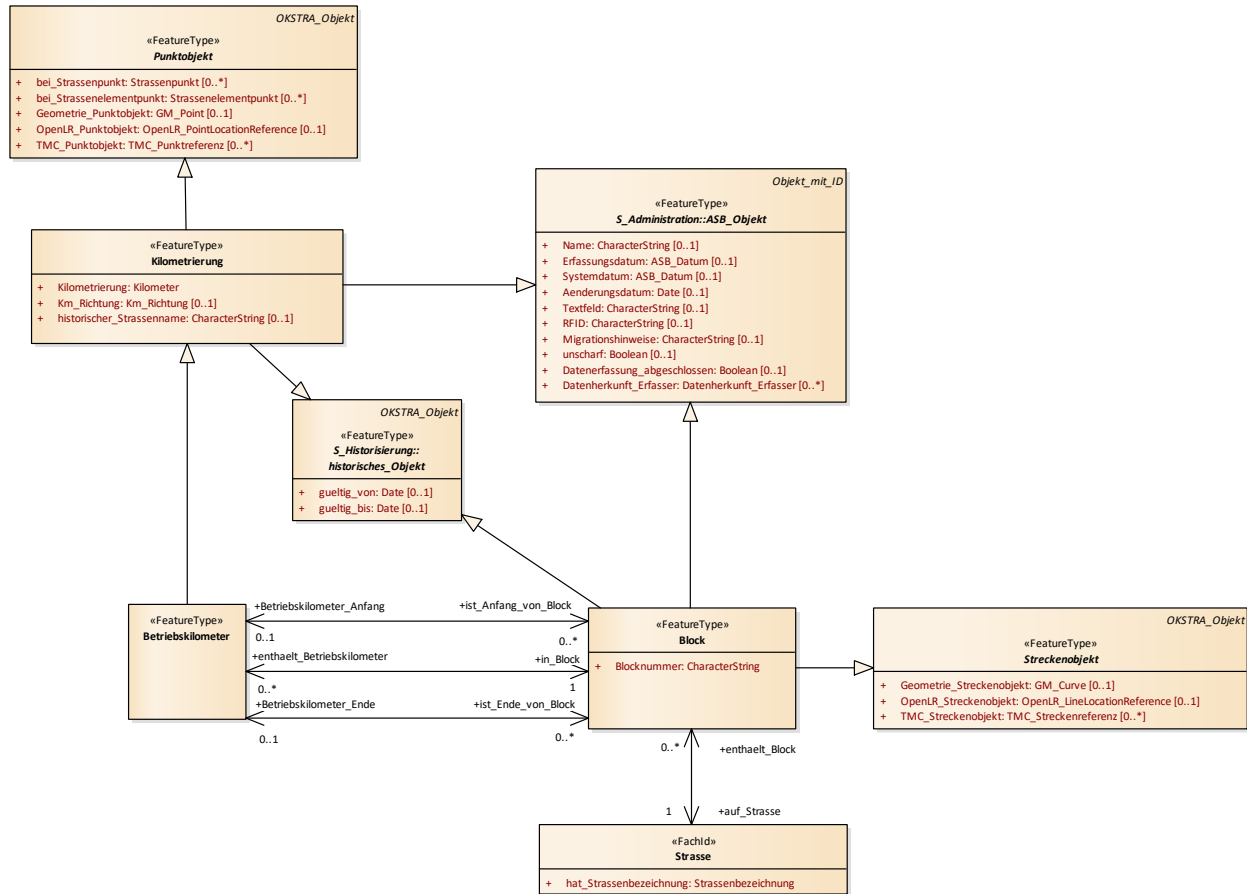 OKSTRA_Objekt
«FeatureType»
Punktobjekt
+ bei_Strassenpunkt: Strassenpunkt [0..*]
+ bei_Strassenelementpunkt: Strassenelementpunkt [0..*]
+ Geometrie_Punktobjekt: GM_Point [0..1]
+ OpenLR_Punktobjekt: OpenLR_PointLocationReference [0..1]
+ TMC_Punktobjekt: TMC_Punktreferenz [0..*]
Objekt_mit_ID
«FeatureType»
S_Administration::ASB_Objekt
+ Name: CharacterString [0..1]
+ Erfassungsdatum: ASB_Datum [0..1]
+ Systemdatum: ASB_Datum [0..1]
+ Aenderungsdatum: Date [0..1]
+ Textfeld: CharacterString [0..1]
+ RFID: CharacterString [0..1]
+ Migrationshinweise: CharacterString [0..1]
+ unscharf: Boolean [0..1]
+ Datenerfassung_abgeschlossen: Boolean [0..1]
+ Datenherkunft_Erfasser: Datenherkunft_Erfasser [0..*]
«FeatureType»
Kilometrierung
+ Kilometrierung: Kilometer
+ Km_Richtung: Km_Richtung [0..1]
+ historischer_Strassenname: CharacterString [0..1]
OKSTRA_Objekt
«FeatureType»
S_Historisierung::
historisches_Objekt
+ gueltig_von: Date [0..1]
+ gueltig_bis: Date [0..1]
«FeatureType»
Betriebskilometer
+Betriebskilometer_Anfang
+ist_Anfang_von_Block
0..1
0..*
+enthaelt_Betriebskilometer
+in_Block
0..*
1
+Betriebskilometer_Ende
+ist_Ende_von_Block
0..1
0..*
«FeatureType»
Block
+ Blocknummer: CharacterString
OKSTRA_Objekt
«FeatureType»
Streckenobjekt
+ Geometrie_Streckenobjekt: GM_Curve [0..1]
+ OpenLR_Streckenobjekt: OpenLR_LineLocationReference [0..1]
+ TMC_Streckenobjekt: TMC_Streckenreferenz [0..*]
0..*
+enthaelt_Block
1
+auf_Strasse
«FachId»
Strasse
+ hat_Strassenbezeichnung: Strassenbezeichnung